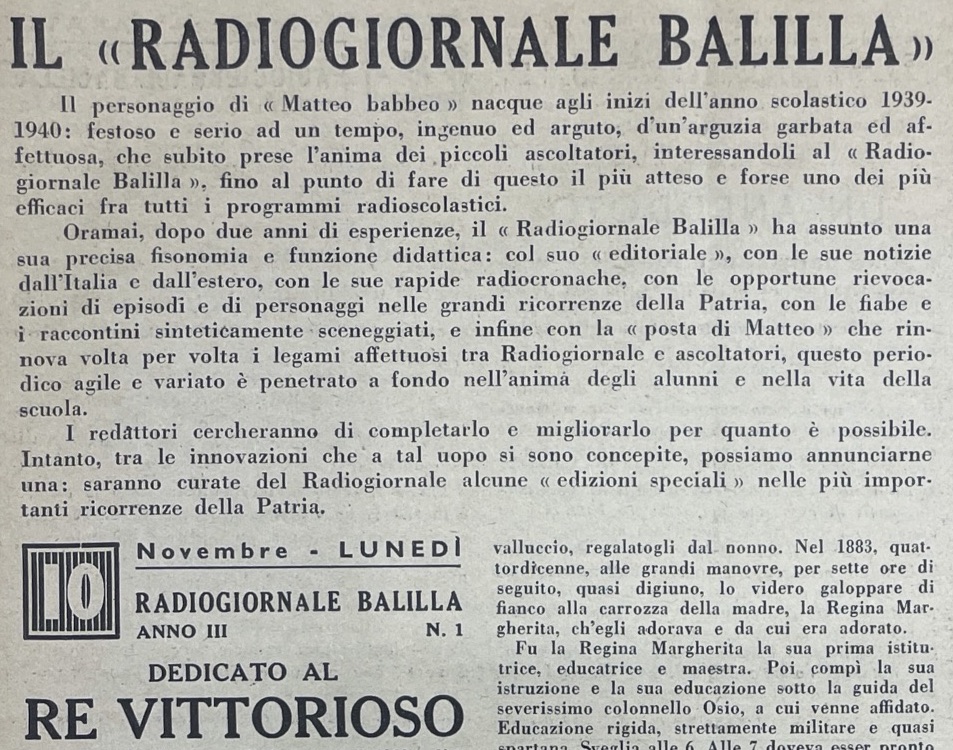 IL «RADIOGIORNALE BALILLA»
Il personaggio di « Matteo babbeo » nacque agli inizi dell'anno scolastico 1939-
1940: festoso e serio ad un tempo, ingenuo ed arguto, d'un'arguzia garbata ed af-
fettuosa, che subito prese l'anima dei piccoli ascoltatori, interessandoli al « Radio-
giornale Balilla », fino al punto di fare di questo il più atteso e forse uno dei più
efficaci fra tutti i programmi radioscolastici.
Oramai, dopo due anni di esperienze, il « Radiogiornale Balilla » ha assunto una
sua precisa fisonomia e funzione didattica: col suo « editoriale », con le sue notizie
dall'Italia e dall'estero, con le sue rapide radiocronache, con le opportune rievoca-
zioni di episodi e di personaggi nelle grandi ricorrenze della Patria, con le fiabe e
i raccontini sinteticamente sceneggiati, e infine con la « posta di Matteo » che rin-
nova volta per volta i legami affettuosi tra Radiogiornale e ascoltatori, questo perio-
dico agile e variato è penetrato a fondo nell'anima degli alunni e nella vita della
scuola.
I redattori cercheranno di completarlo e migliorarlo per quanto è possibile.
Intanto, tra le innovazioni che a tal uopo si sono concepite, possiamo annunciarne
una: saranno curate del Radiogiornale alcune « edizioni speciali » nelle più impor-
tanti ricorrenze della Patria.
10
Novembre - LUNEDÌ
RADIOGIORNALE BALILLA
ANNO III N. 1
DEDICATO AL
RE VITTORIOSO
valluccio, regalatogli dal nonno. Nel 1883, quat-
tordicenne, alle grandi manovre, per sette ore di
seguito, quasi digiuno, lo videro galoppare di
fianco alla carrozza della madre, la Regina Mar-
gherita, ch'egli adorava e da cui era adorato.
Fu la Regina Margherita la sua prima istitu-
trice, educatrice e maestra. Poi compì la sua
istruzione e la sua educazione sotto la guida del
severissimo colonnello Osio, a cui venne affidato.
Educazione rigida, strettamente militare e quasi
spartana. Sveglia alle 6. Alle 7 doveva esser pronto